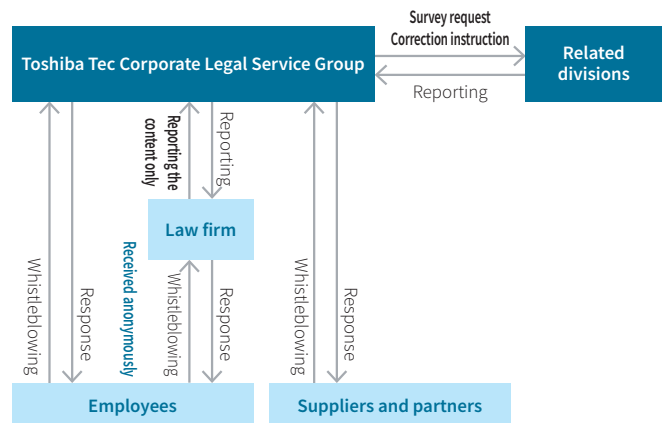 Survey request
Correction instruction
Toshiba Tec Corporate Legal Service Group
Related
divisions
Reporting
Reporting the
content only
Reporting
Law firm
Whistleblowing
Response
Received anonymously
Whistleblowing
Response
Whistleblowing
Response
Employees
Suppliers and partners